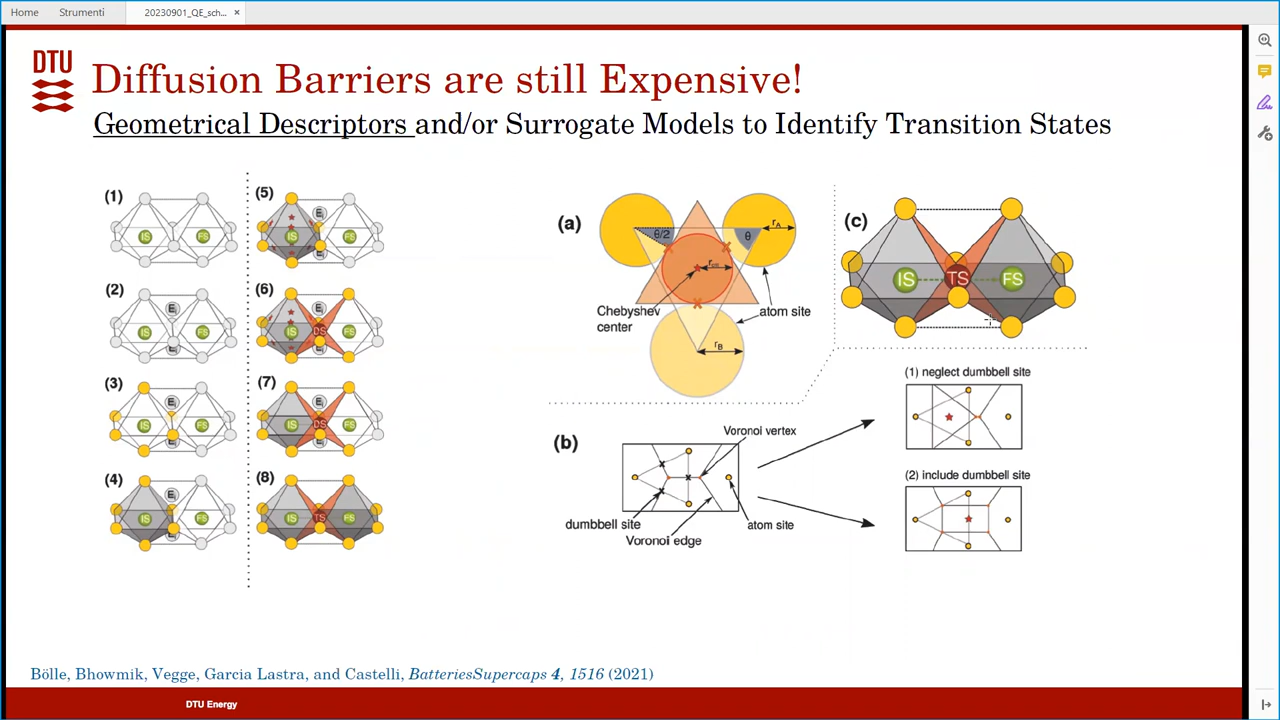 Home
Strumenti
20230901_QE_sch...
×
DTU
Diffusion Barriers are still Expensive!
Geometrical Descriptors and/or Surrogate Models to Identify Transition States
(1)
IS
FS
(2)
E
IS
FS
E
(3)
E
IS
FS
E
(4)
E
IS
FS
E
(5)
E
IS
FS
E
(6)
E
IS
DS
FS
E
(7)
E
IS
DS
FS
E
(8)
IS
TS
FS
(a)
θ/2
θ
rA
Chebyshev
center
atom site
rB
(b)
Voronoi vertex
dumbbell site
atom site
Voronoi edge
(c)
IS
TS
FS
(1) neglect dumbbell site
(2) include dumbbell site
Bölle, Bhowmik, Vegge, Garcia Lastra, and Castelli, BatteriesSupercaps 4, 1516 (2021)
DTU Energy